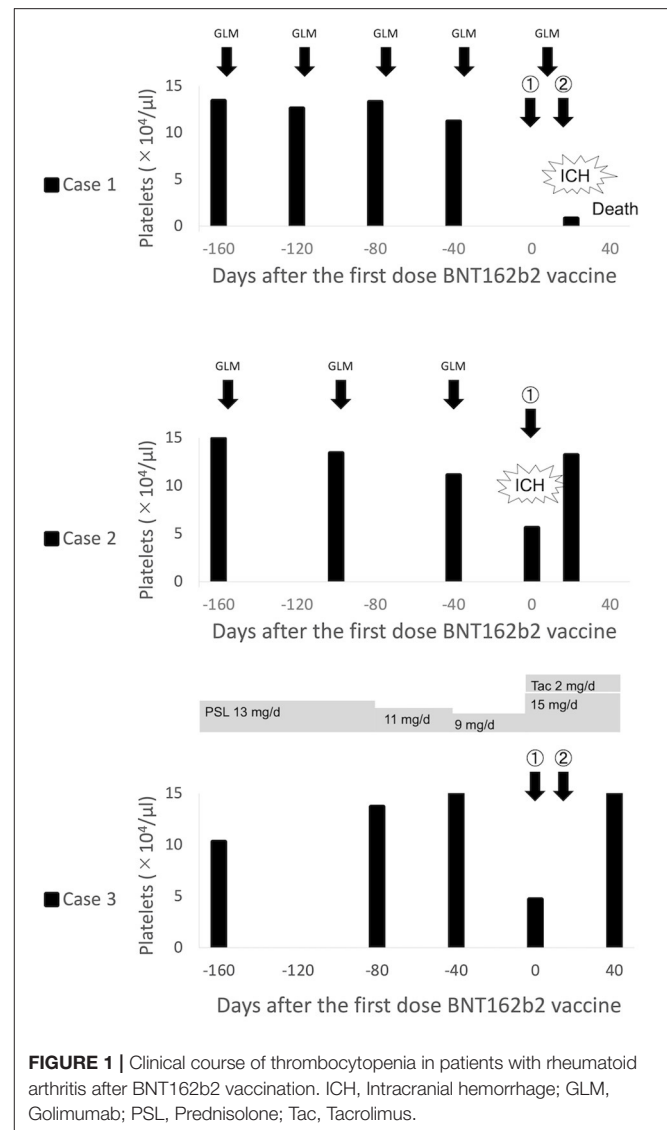 GLM GLM GLM GLM GLM
① ②
15
10
5
0
Platelets (×10⁴/µl)
Case 1
ICH
Death
-160 -120 -80 -40 0 40
Days after the first dose BNT162b2 vaccine
GLM GLM GLM
①
15
10
5
0
Platelets (×10⁴/µl)
Case 2
ICH
-160 -120 -80 -40 0 40
Days after the first dose BNT162b2 vaccine
Tac 2 mg/d
PSL 13 mg/d 11 mg/d 9 mg/d 15 mg/d
① ②
15
10
5
0
Platelets (×10⁴/µl)
Case 3
-160 -120 -80 -40 0 40
Days after the first dose BNT162b2 vaccine
FIGURE 1 | Clinical course of thrombocytopenia in patients with rheumatoid
arthritis after BNT162b2 vaccination. ICH, Intracranial hemorrhage; GLM,
Golimumab; PSL, Prednisolone; Tac, Tacrolimus.